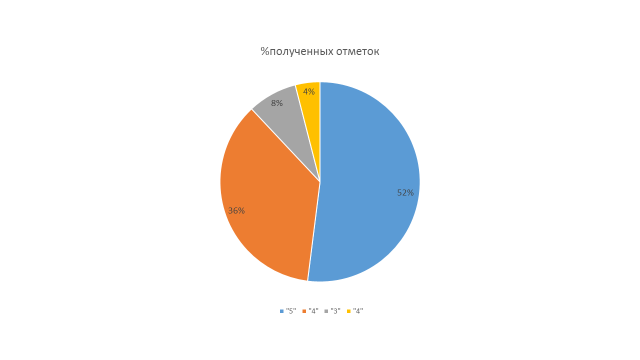 %полученных отметок
4%
8%
52%
36%
"5" "4" "3" "4"